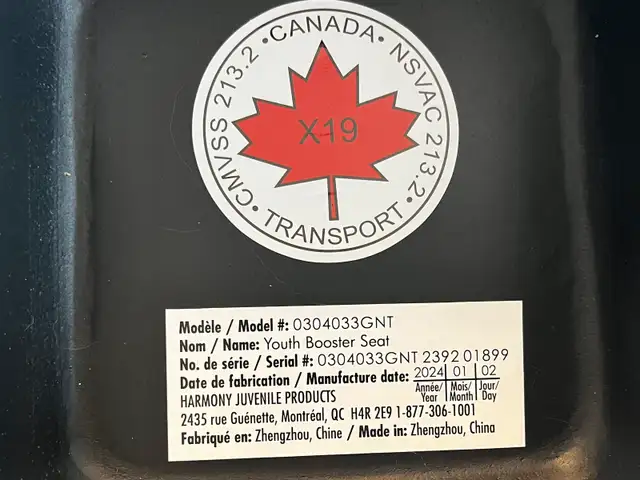 CMVSS 213.2 • CANADA • NSVAC 213.2 • TRANSPORT •
X19
Modèle / Model #: 0304033GNT
Nom / Name: Youth Booster Seat
No. de série / Serial #: 0304033GNT 2392 01899
Date de fabrication / Manufacture date: 2024 | 01 | 02
Année/ Mois/ Jour/
HARMONY JUVENILE PRODUCTS Year Month Day
2435 rue Guénette, Montréal, QC H4R 2E9 1-877-306-1001
Fabriqué en: Zhengzhou, Chine / Made in: Zhengzhou, China